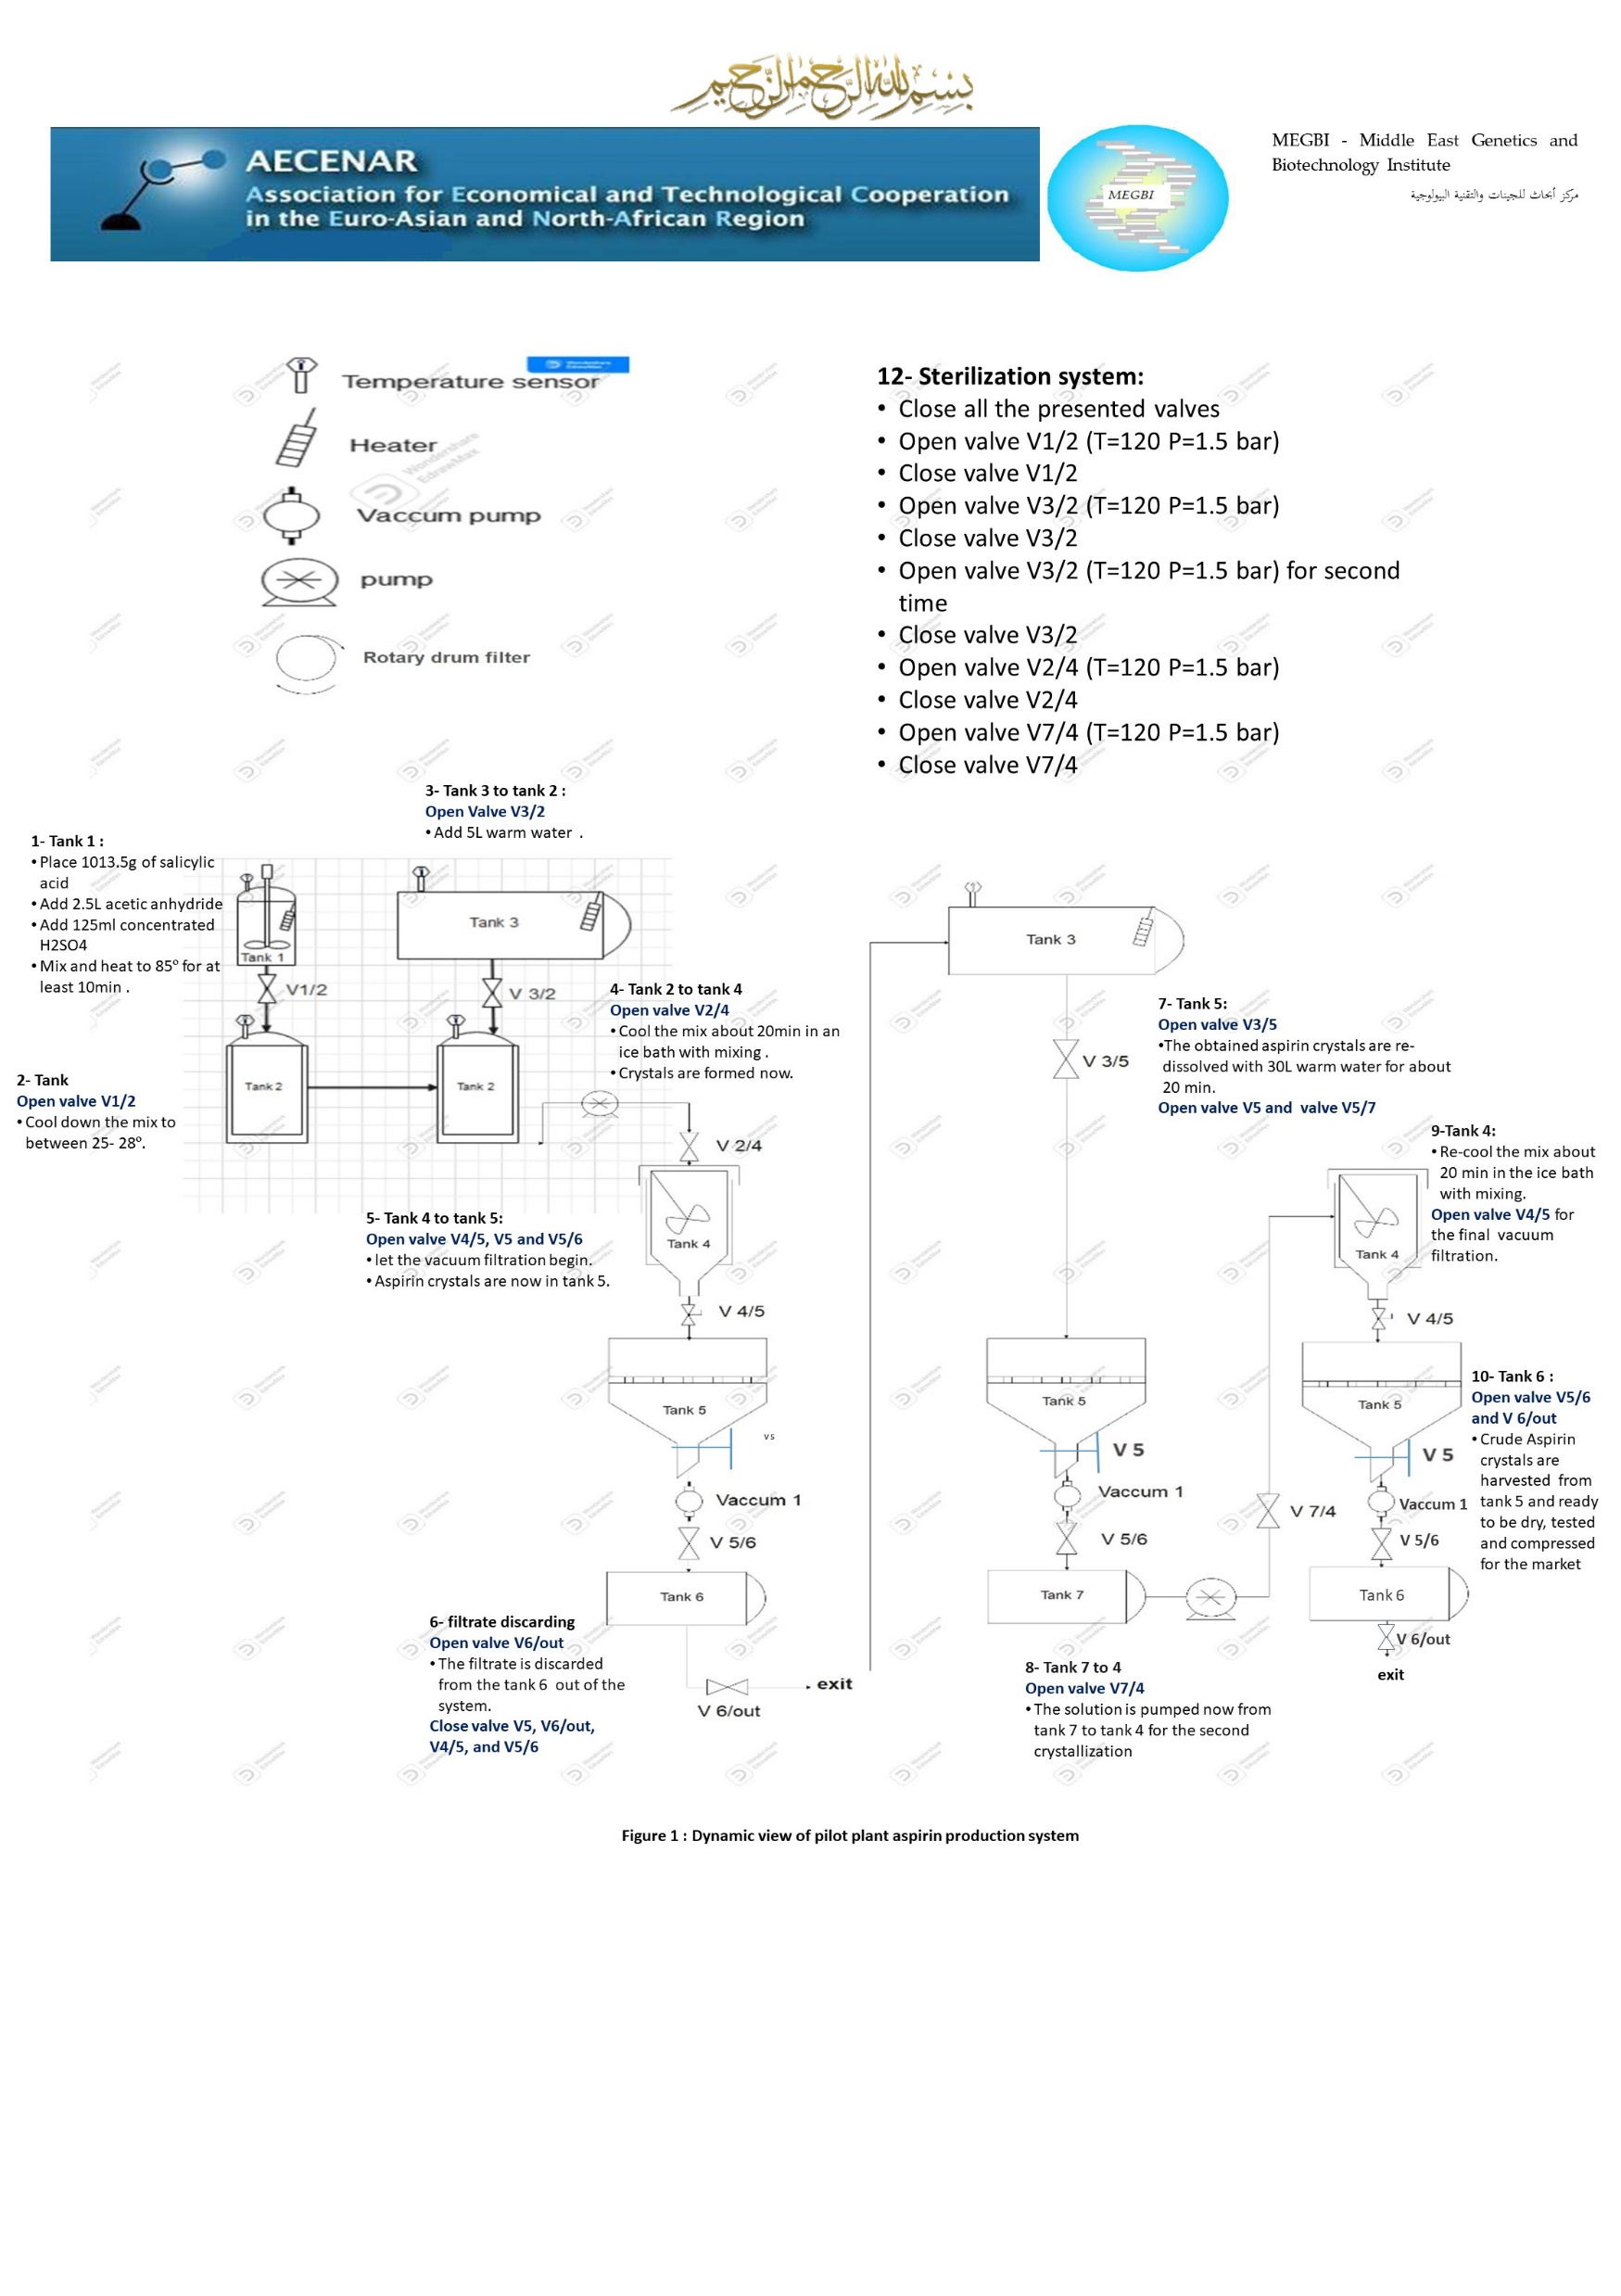 بسم الله الرحمن الرحيم
AECENAR
Association for Economical and Technological Cooperation
in the Euro-Asian and North-African Region
MEGBI
MEGBI - Middle East Genetics and
Biotechnology Institute
مركز أبحاث للجينات والتقنية البيولوجية
Temperature sensor
Heater
Vaccum pump
pump
Rotary drum filter
Wondershare
EdrawMax
12- Sterilization system:
• Close all the presented valves
• Open valve V1/2 (T=120 P=1.5 bar)
• Close valve V1/2
• Open valve V3/2 (T=120 P=1.5 bar)
• Close valve V3/2
• Open valve V3/2 (T=120 P=1.5 bar) for second
time
• Close valve V3/2
• Open valve V2/4 (T=120 P=1.5 bar)
• Close valve V2/4
• Open valve V7/4 (T=120 P=1.5 bar)
• Close valve V7/4
3- Tank 3 to tank 2 :
Open Valve V3/2
• Add 5L warm water .
1- Tank 1 :
• Place 1013.5g of salicylic
acid
• Add 2.5L acetic anhydride
• Add 125ml concentrated
H2SO4
• Mix and heat to 85º for at
least 10min .
Tank 1
V1/2
Tank 3
V 3/2
2- Tank
Open valve V1/2
• Cool down the mix to
between 25- 28º.
Tank 2
Tank 2
4- Tank 2 to tank 4
Open valve V2/4
• Cool the mix about 20min in an
ice bath with mixing .
• Crystals are formed now.
V 2/4
Tank 4
5- Tank 4 to tank 5:
Open valve V4/5, V5 and V5/6
• let the vacuum filtration begin.
• Aspirin crystals are now in tank 5.
V 4/5
Tank 5
V5
Vaccum 1
V 5/6
Tank 6
6- filtrate discarding
Open valve V6/out
• The filtrate is discarded
from the tank 6 out of the
system.
Close valve V5, V6/out,
V4/5, and V5/6
V 6/out
exit
Tank 3
V 3/5
7- Tank 5:
Open valve V3/5
•The obtained aspirin crystals are re-
dissolved with 30L warm water for about
20 min.
Open valve V5 and valve V5/7
Tank 5
V 5
Vaccum 1
V 5/6
Tank 7
V 7/4
8- Tank 7 to 4
Open valve V7/4
• The solution is pumped now from
tank 7 to tank 4 for the second
crystallization
9-Tank 4:
• Re-cool the mix about
20 min in the ice bath
with mixing.
Open valve V4/5 for
the final vacuum
filtration.
Tank 4
V 4/5
Tank 5
V 5
Vaccum 1
V 5/6
Tank 6
V 6/out
exit
10- Tank 6 :
Open valve V5/6
and V 6/out
• Crude Aspirin
crystals are
harvested from
tank 5 and ready
to be dry, tested
and compressed
for the market
Figure 1 : Dynamic view of pilot plant aspirin production system